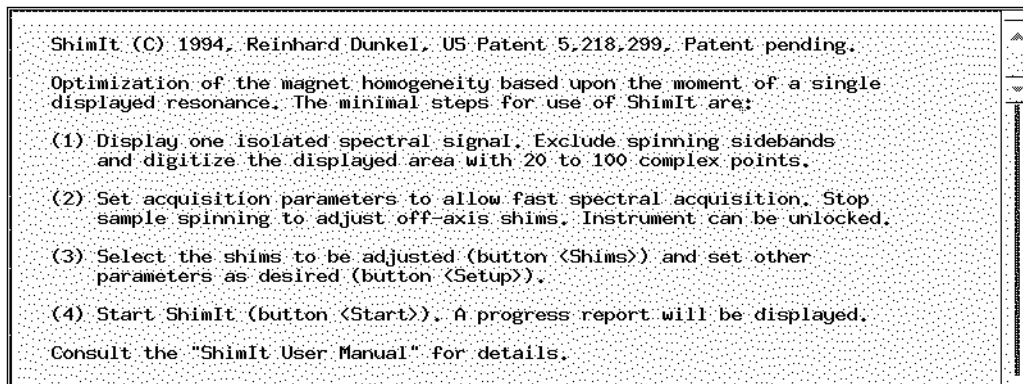 ShimIt (C) 1994, Reinhard Dunkel, US Patent 5,218,299, Patent pending.
Optimization of the magnet homogeneity based upon the moment of a single
displayed resonance. The minimal steps for use of ShimIt are:
(1) Display one isolated spectral signal. Exclude spinning sidebands
and digitize the displayed area with 20 to 100 complex points.
(2) Set acquisition parameters to allow fast spectral acquisition. Stop
sample spinning to adjust off-axis shims. Instrument can be unlocked.
(3) Select the shims to be adjusted (button <Shims>) and set other
parameters as desired (button <Setup>).
(4) Start ShimIt (button <Start>). A progress report will be displayed.
Consult the "ShimIt User Manual" for details.